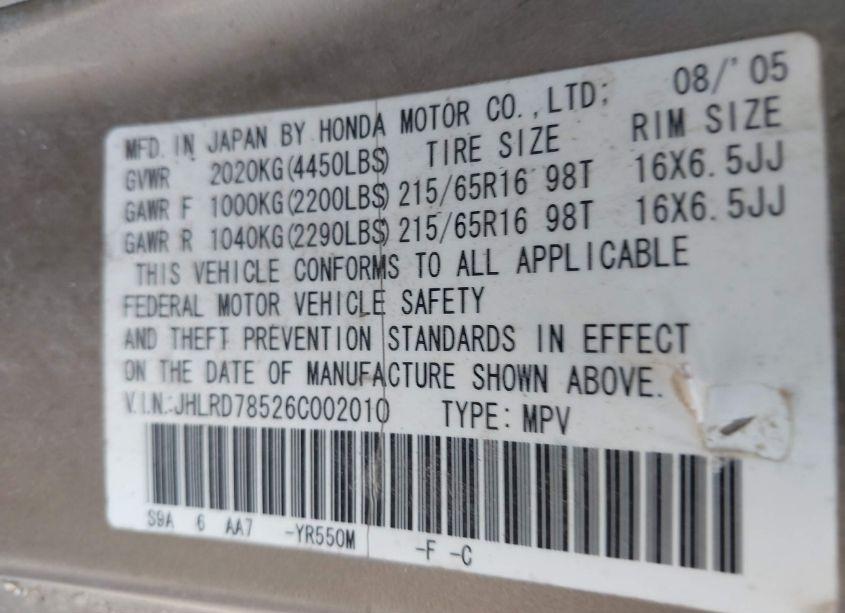 MFD. IN JAPAN BY HONDA MOTOR CO.,LTD; 08/'05
GVWR 2020KG(4450LBS) TIRE SIZE RIM SIZE
GAWR F 1000KG(2200LBS) 215/65R16 98T 16X6.5JJ
GAWR R 1040KG(2290LBS) 215/65R16 98T 16X6.5JJ
THIS VEHICLE CONFORMS TO ALL APPLICABLE
FEDERAL MOTOR VEHICLE SAFETY
AND THEFT PREVENTION STANDARDS IN EFFECT
ON THE DATE OF MANUFACTURE SHOWN ABOVE.
V.I.N.:JHLRD78526C002010 TYPE: MPV
S9A 6 AA7 -YR550M -F -C